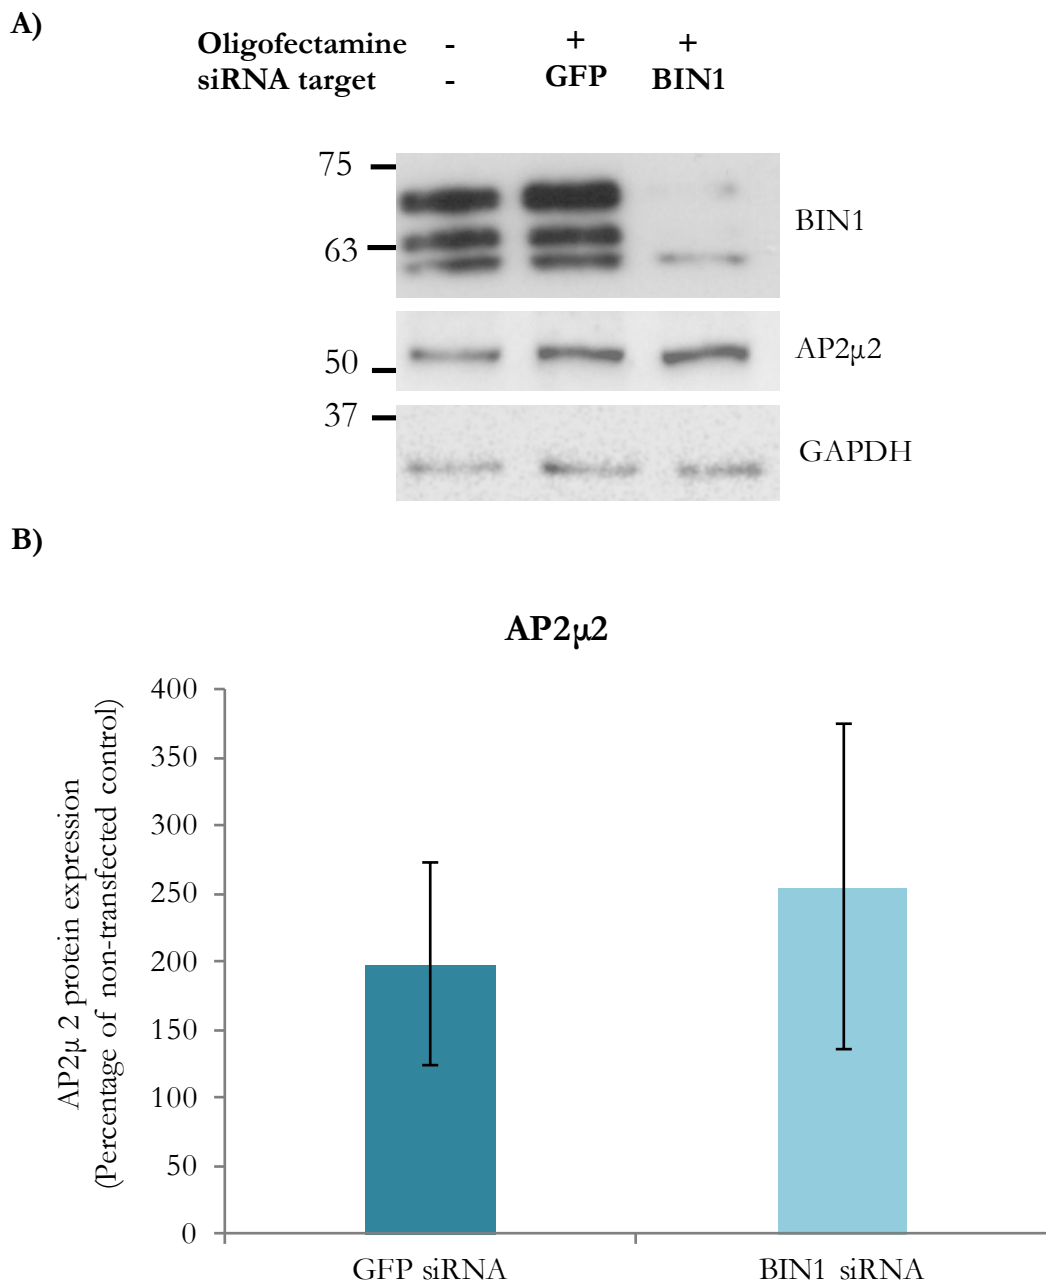 A)
Oligofectamine - + +
siRNA target - GFP BIN1
75
63
BIN1
50
AP2μ2
37
GAPDH
B)
AP2μ2
AP2μ 2 protein expression
(Percentage of non-transfected control)
400
350
300
250
200
150
100
50
0
GFP siRNA BIN1 siRNA